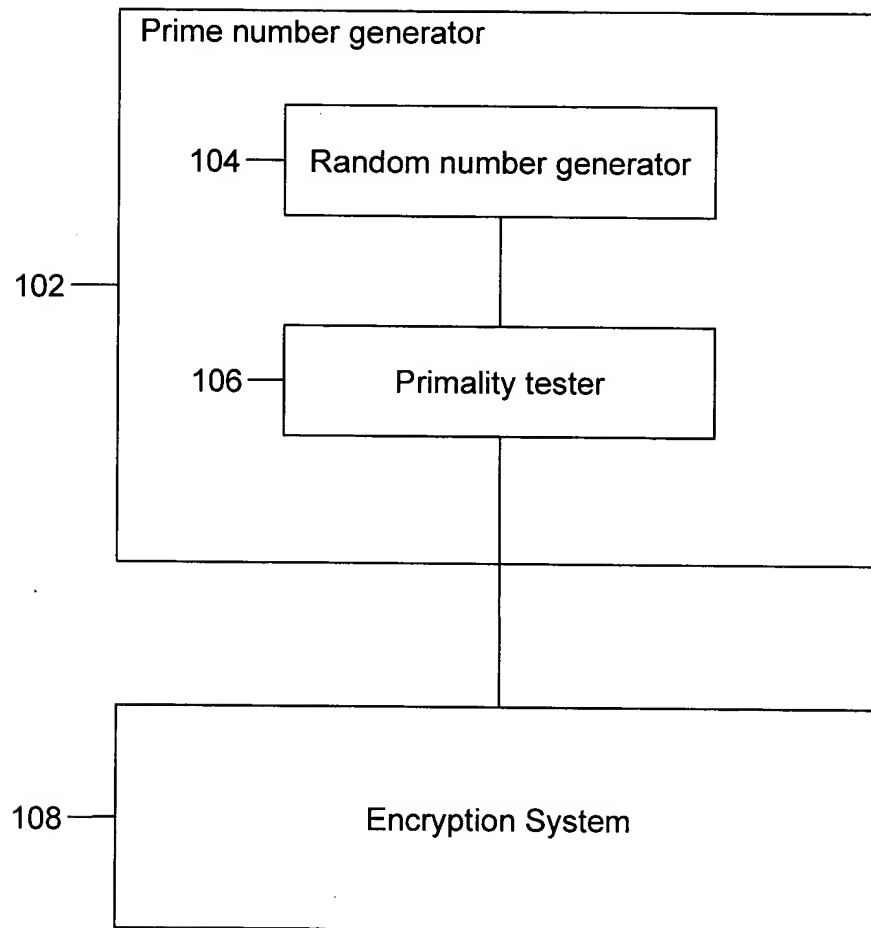 Prime number generator
104
Random number generator
102
106
Primality tester
108
Encryption System